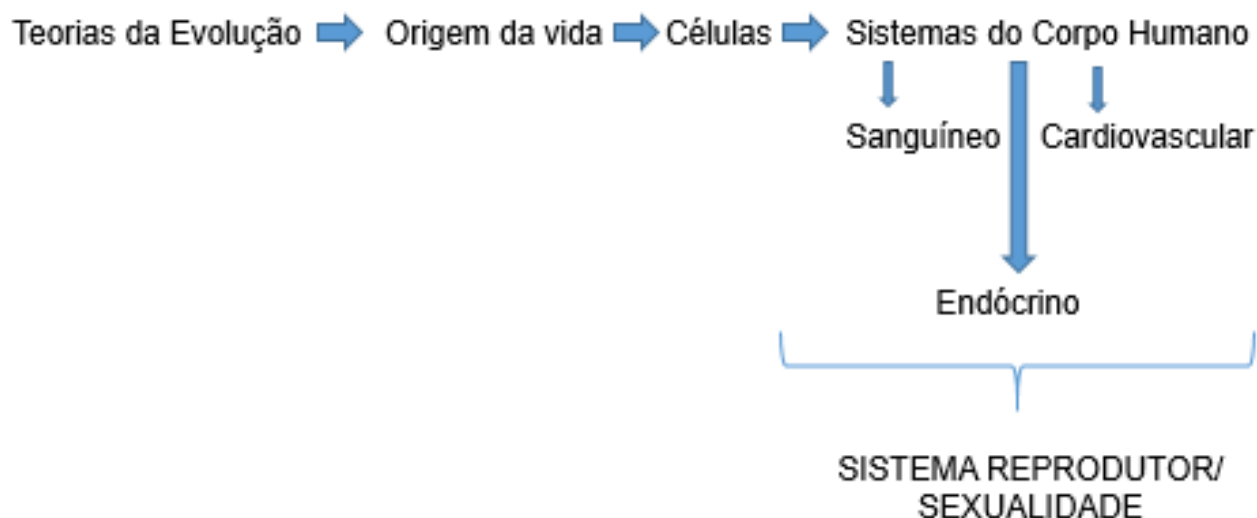 Teorias da Evolução Origem da vida Células Sistemas do Corpo Humano
Sanguíneo Cardiovascular
Endócrino
SISTEMA REPRODUTOR/
SEXUALIDADE